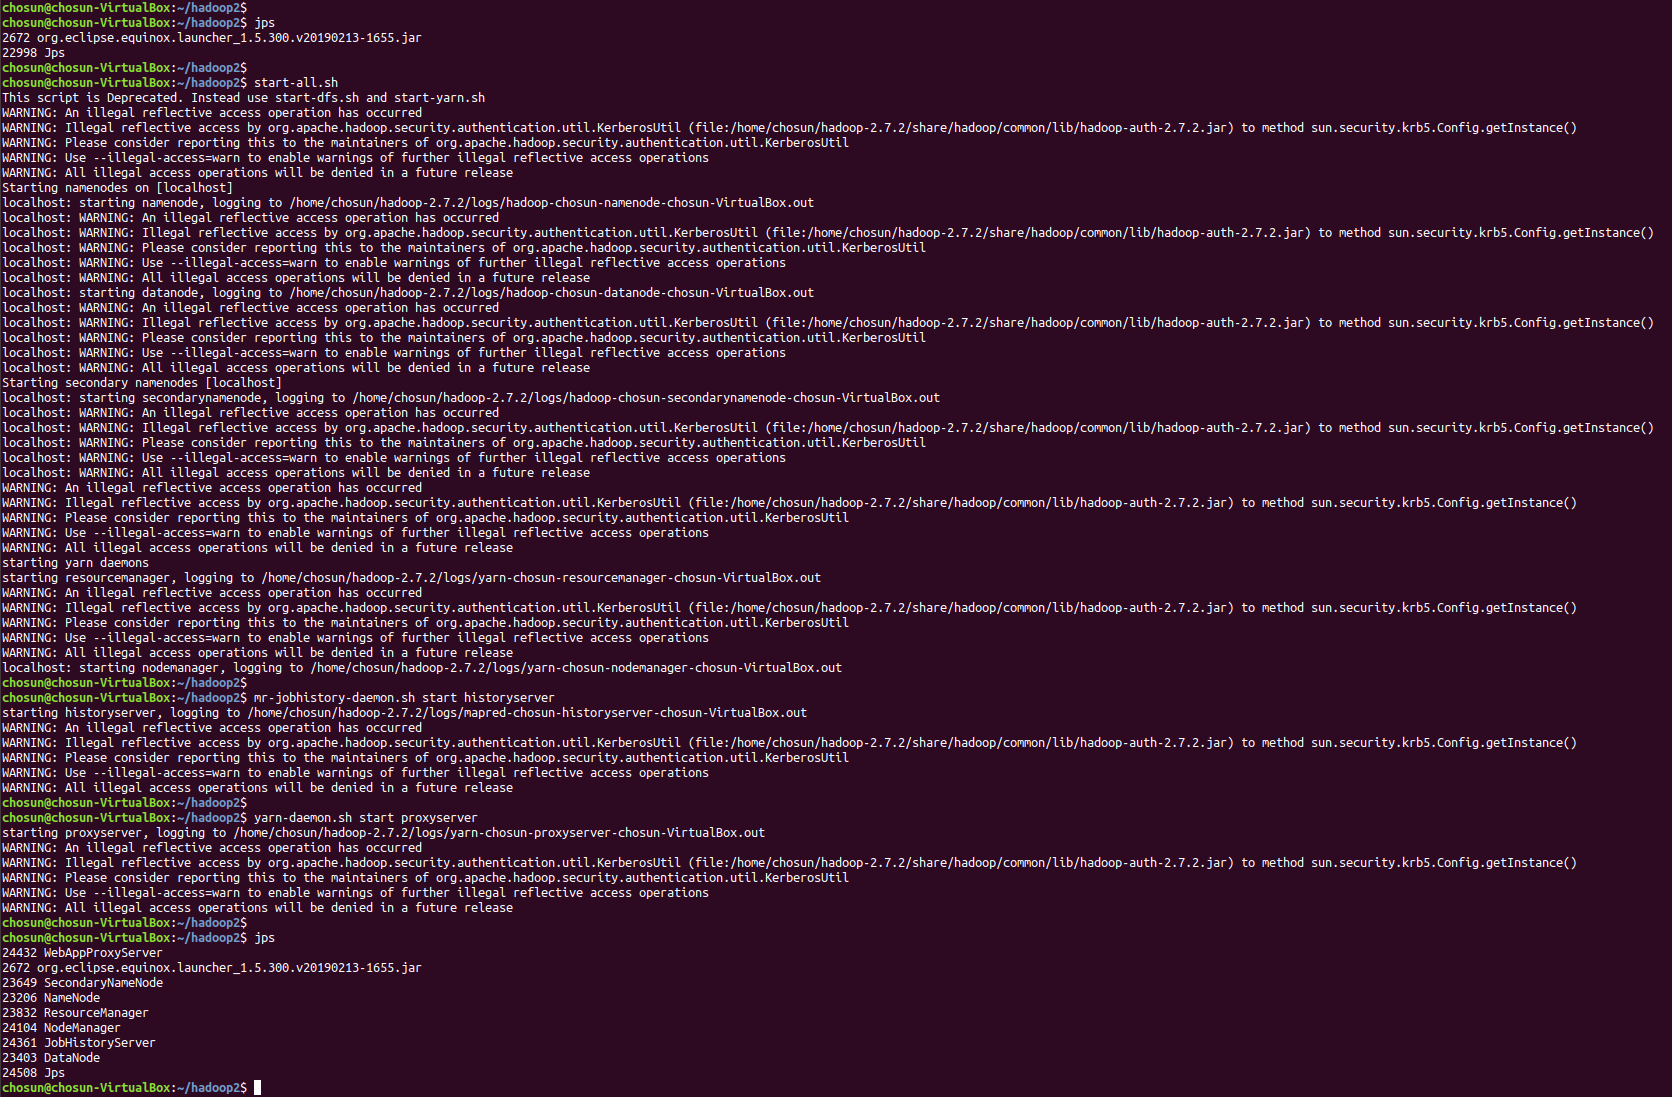 chosun@chosun-VirtualBox:~/hadoop2$
chosun@chosun-VirtualBox:~/hadoop2$ jps
2672 org.eclipse.equinox.launcher_1.5.300.v20190213-1655.jar
22998 Jps
chosun@chosun-VirtualBox:~/hadoop2$
chosun@chosun-VirtualBox:~/hadoop2$ start-all.sh
This script is Deprecated. Instead use start-dfs.sh and start-yarn.sh
WARNING: An illegal reflective access operation has occurred
WARNING: Illegal reflective access by org.apache.hadoop.security.authentication.util.KerberosUtil (file:/home/chosun/hadoop-2.7.2/share/hadoop/common/lib/hadoop-auth-2.7.2.jar) to method sun.security.krb5.Config.getInstance()
WARNING: Please consider reporting this to the maintainers of org.apache.hadoop.security.authentication.util.KerberosUtil
WARNING: Use --illegal-access=warn to enable warnings of further illegal reflective access operations
WARNING: All illegal access operations will be denied in a future release
Starting namenodes on [localhost]
localhost: starting namenode, logging to /home/chosun/hadoop-2.7.2/logs/hadoop-chosun-namenode-chosun-VirtualBox.out
localhost: WARNING: An illegal reflective access operation has occurred
localhost: WARNING: Illegal reflective access by org.apache.hadoop.security.authentication.util.KerberosUtil (file:/home/chosun/hadoop-2.7.2/share/hadoop/common/lib/hadoop-auth-2.7.2.jar) to method sun.security.krb5.Config.getInstance()
localhost: WARNING: Please consider reporting this to the maintainers of org.apache.hadoop.security.authentication.util.KerberosUtil
localhost: WARNING: Use --illegal-access=warn to enable warnings of further illegal reflective access operations
localhost: WARNING: All illegal access operations will be denied in a future release
localhost: starting datanode, logging to /home/chosun/hadoop-2.7.2/logs/hadoop-chosun-datanode-chosun-VirtualBox.out
localhost: WARNING: An illegal reflective access operation has occurred
localhost: WARNING: Illegal reflective access by org.apache.hadoop.security.authentication.util.KerberosUtil (file:/home/chosun/hadoop-2.7.2/share/hadoop/common/lib/hadoop-auth-2.7.2.jar) to method sun.security.krb5.Config.getInstance()
localhost: WARNING: Please consider reporting this to the maintainers of org.apache.hadoop.security.authentication.util.KerberosUtil
localhost: WARNING: Use --illegal-access=warn to enable warnings of further illegal reflective access operations
localhost: WARNING: All illegal access operations will be denied in a future release
Starting secondary namenodes [localhost]
localhost: starting secondarynamenode, logging to /home/chosun/hadoop-2.7.2/logs/hadoop-chosun-secondarynamenode-chosun-VirtualBox.out
localhost: WARNING: An illegal reflective access operation has occurred
localhost: WARNING: Illegal reflective access by org.apache.hadoop.security.authentication.util.KerberosUtil (file:/home/chosun/hadoop-2.7.2/share/hadoop/common/lib/hadoop-auth-2.7.2.jar) to method sun.security.krb5.Config.getInstance()
localhost: WARNING: Please consider reporting this to the maintainers of org.apache.hadoop.security.authentication.util.KerberosUtil
localhost: WARNING: Use --illegal-access=warn to enable warnings of further illegal reflective access operations
localhost: WARNING: All illegal access operations will be denied in a future release
WARNING: An illegal reflective access operation has occurred
WARNING: Illegal reflective access by org.apache.hadoop.security.authentication.util.KerberosUtil (file:/home/chosun/hadoop-2.7.2/share/hadoop/common/lib/hadoop-auth-2.7.2.jar) to method sun.security.krb5.Config.getInstance()
WARNING: Please consider reporting this to the maintainers of org.apache.hadoop.security.authentication.util.KerberosUtil
WARNING: Use --illegal-access=warn to enable warnings of further illegal reflective access operations
WARNING: All illegal access operations will be denied in a future release
starting yarn daemons
starting resourcemanager, logging to /home/chosun/hadoop-2.7.2/logs/yarn-chosun-resourcemanager-chosun-VirtualBox.out
WARNING: An illegal reflective access operation has occurred
WARNING: Illegal reflective access by org.apache.hadoop.security.authentication.util.KerberosUtil (file:/home/chosun/hadoop-2.7.2/share/hadoop/common/lib/hadoop-auth-2.7.2.jar) to method sun.security.krb5.Config.getInstance()
WARNING: Please consider reporting this to the maintainers of org.apache.hadoop.security.authentication.util.KerberosUtil
WARNING: Use --illegal-access=warn to enable warnings of further illegal reflective access operations
WARNING: All illegal access operations will be denied in a future release
localhost: starting nodemanager, logging to /home/chosun/hadoop-2.7.2/logs/yarn-chosun-nodemanager-chosun-VirtualBox.out
chosun@chosun-VirtualBox:~/hadoop2$
chosun@chosun-VirtualBox:~/hadoop2$ mr-jobhistory-daemon.sh start historyserver
starting historyserver, logging to /home/chosun/hadoop-2.7.2/logs/mapred-chosun-historyserver-chosun-VirtualBox.out
WARNING: An illegal reflective access operation has occurred
WARNING: Illegal reflective access by org.apache.hadoop.security.authentication.util.KerberosUtil (file:/home/chosun/hadoop-2.7.2/share/hadoop/common/lib/hadoop-auth-2.7.2.jar) to method sun.security.krb5.Config.getInstance()
WARNING: Please consider reporting this to the maintainers of org.apache.hadoop.security.authentication.util.KerberosUtil
WARNING: Use --illegal-access=warn to enable warnings of further illegal reflective access operations
WARNING: All illegal access operations will be denied in a future release
chosun@chosun-VirtualBox:~/hadoop2$
chosun@chosun-VirtualBox:~/hadoop2$ yarn-daemon.sh start proxyserver
starting proxyserver, logging to /home/chosun/hadoop-2.7.2/logs/yarn-chosun-proxyserver-chosun-VirtualBox.out
WARNING: An illegal reflective access operation has occurred
WARNING: Illegal reflective access by org.apache.hadoop.security.authentication.util.KerberosUtil (file:/home/chosun/hadoop-2.7.2/share/hadoop/common/lib/hadoop-auth-2.7.2.jar) to method sun.security.krb5.Config.getInstance()
WARNING: Please consider reporting this to the maintainers of org.apache.hadoop.security.authentication.util.KerberosUtil
WARNING: Use --illegal-access=warn to enable warnings of further illegal reflective access operations
WARNING: All illegal access operations will be denied in a future release
chosun@chosun-VirtualBox:~/hadoop2$
chosun@chosun-VirtualBox:~/hadoop2$ jps
24432 WebAppProxyServer
2672 org.eclipse.equinox.launcher_1.5.300.v20190213-1655.jar
23649 SecondaryNameNode
23206 NameNode
23832 ResourceManager
24104 NodeManager
24361 JobHistoryServer
23403 DataNode
24508 Jps
chosun@chosun-VirtualBox:~/hadoop2$